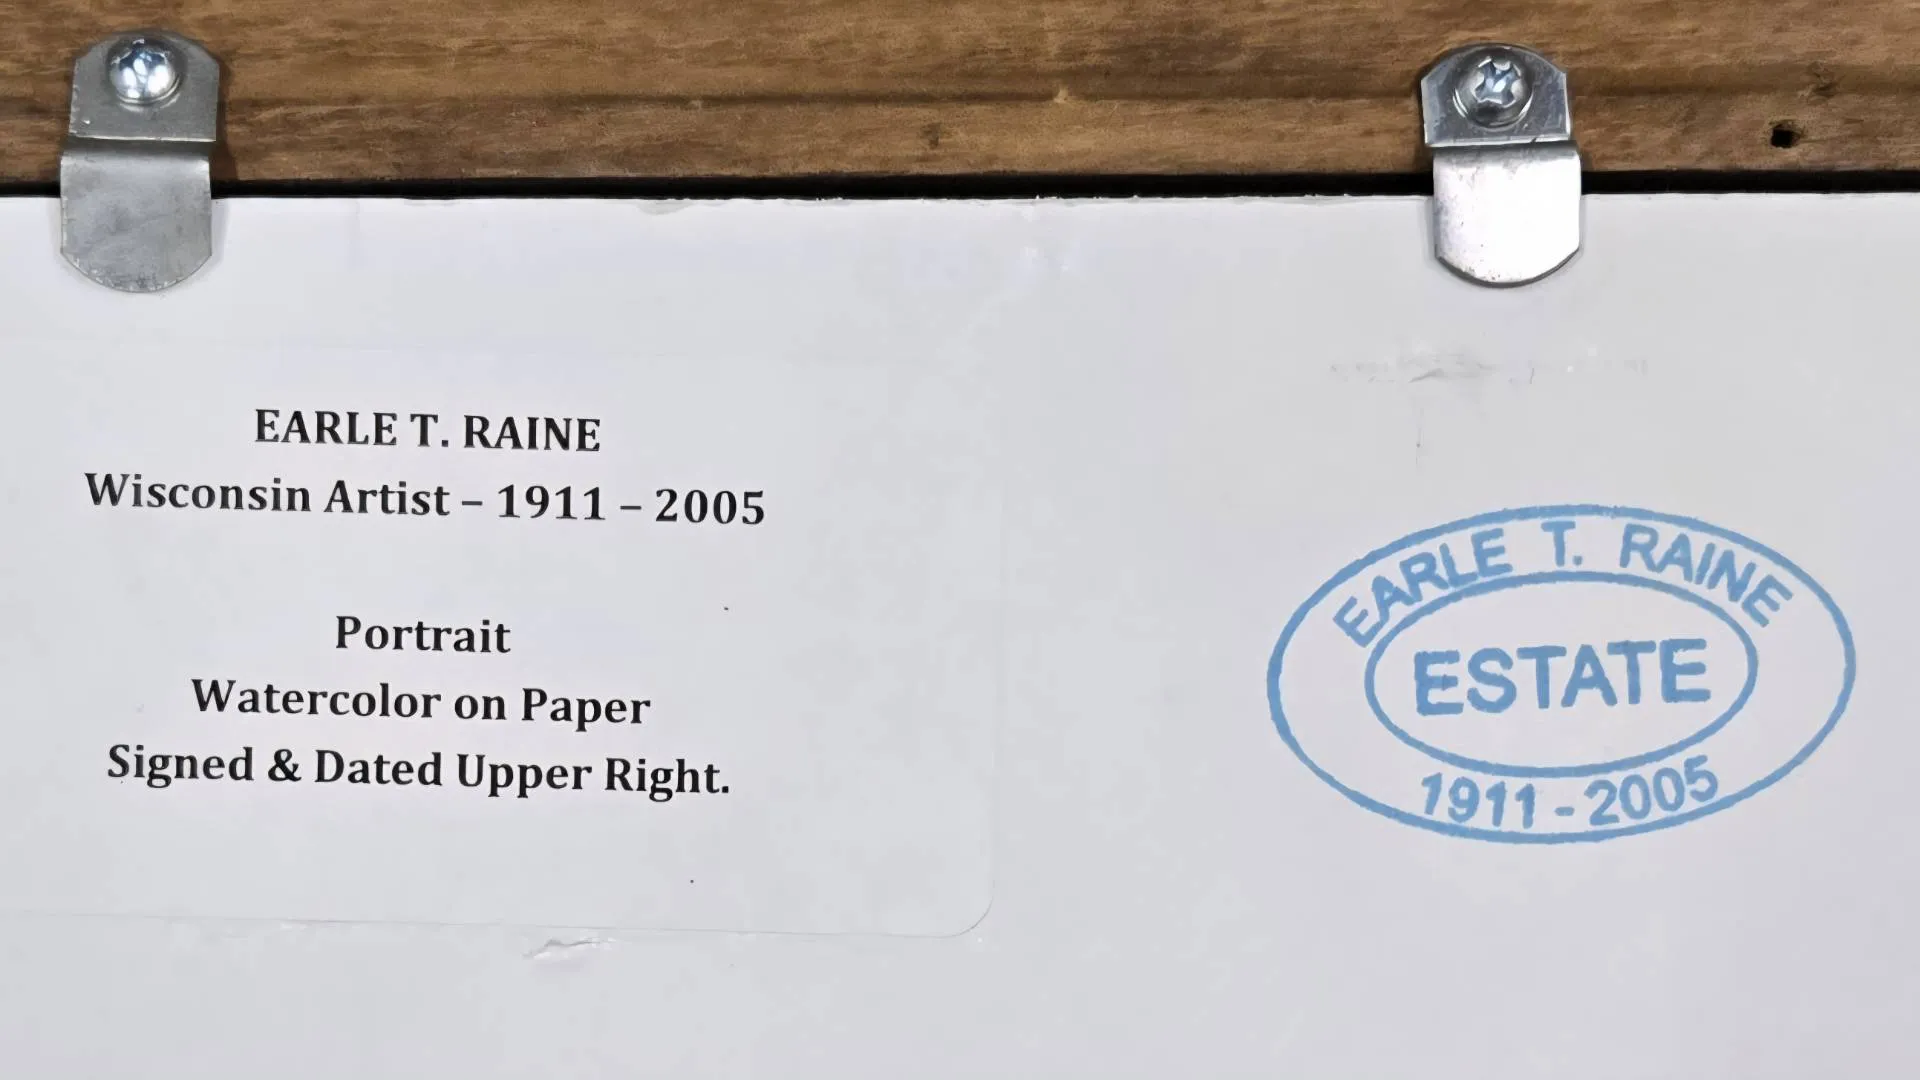 EARLE T. RAINE
Wisconsin Artist – 1911 – 2005
Portrait
Watercolor on Paper
Signed & Dated Upper Right.
EARLE T. RAINE
ESTATE
1911 - 2005